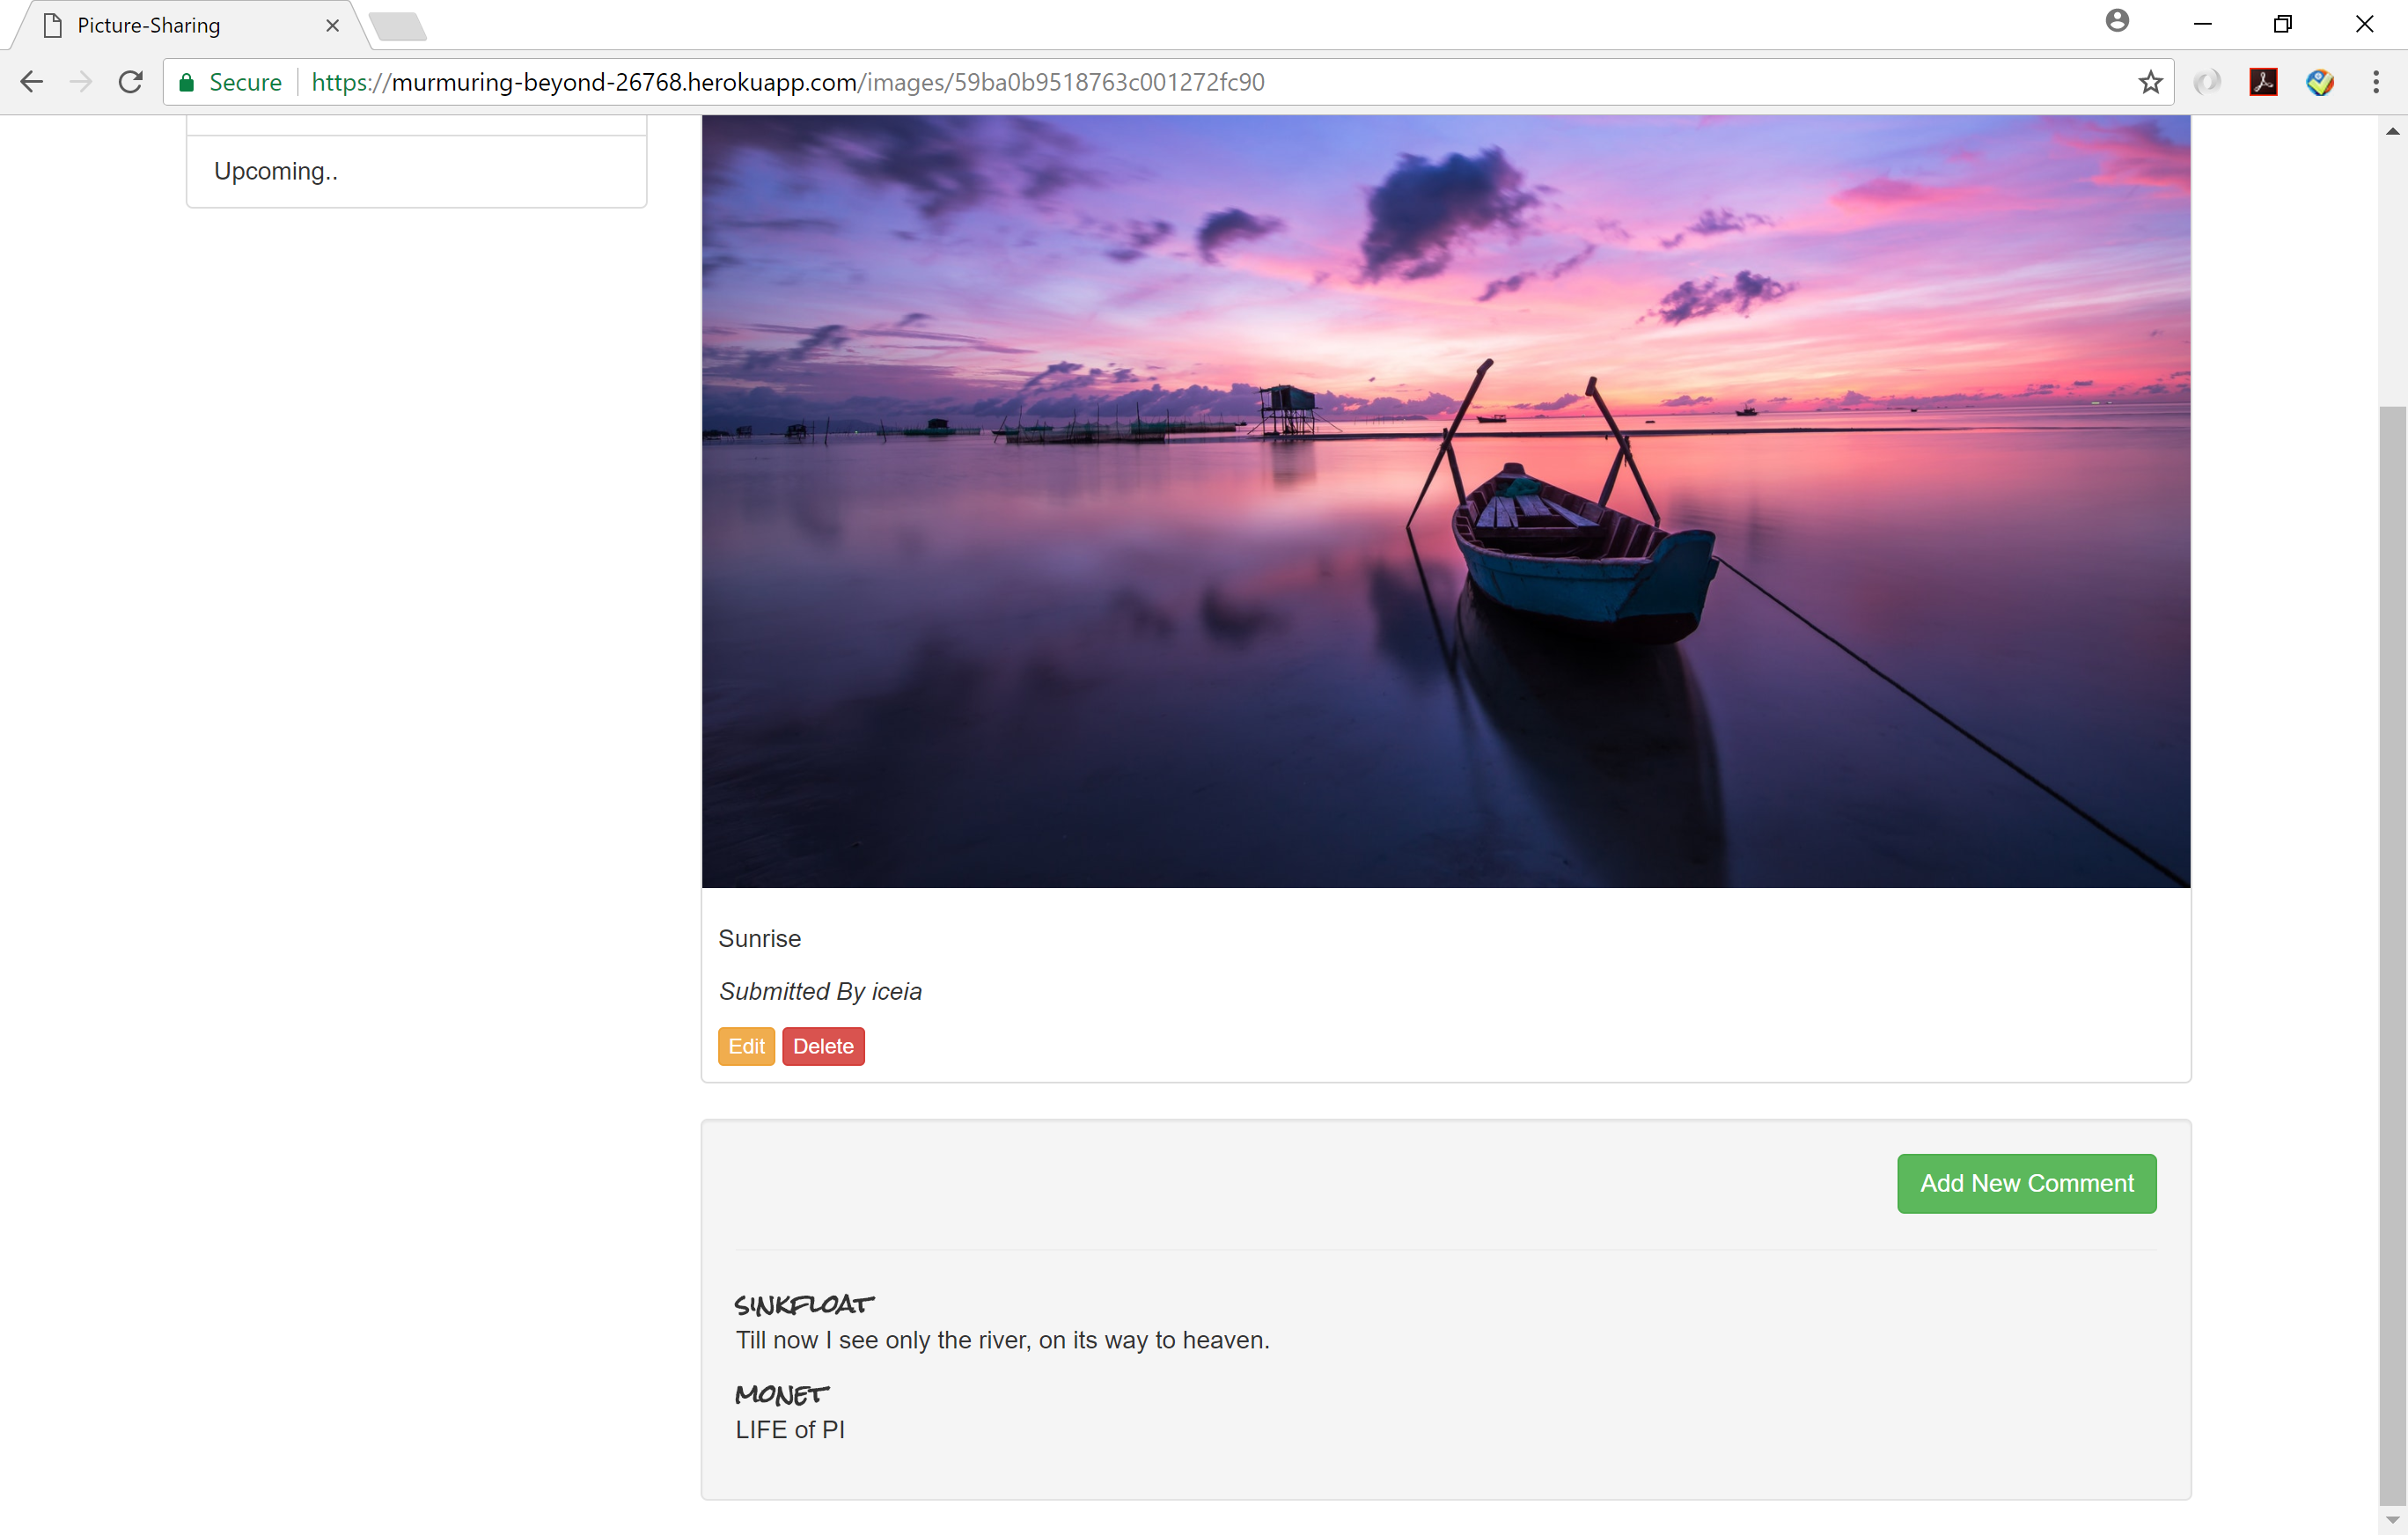 Picture-Sharing
Secure
https://murmuring-beyond-26768.herokuapp.com/images/59ba0b9518763c001272fc90
Upcoming..
Sunrise
Submitted By iceia
Edit Delete
Add New Comment
SINKFLOAT
Till now I see only the river, on its way to heaven.
MONET
LIFE of PI